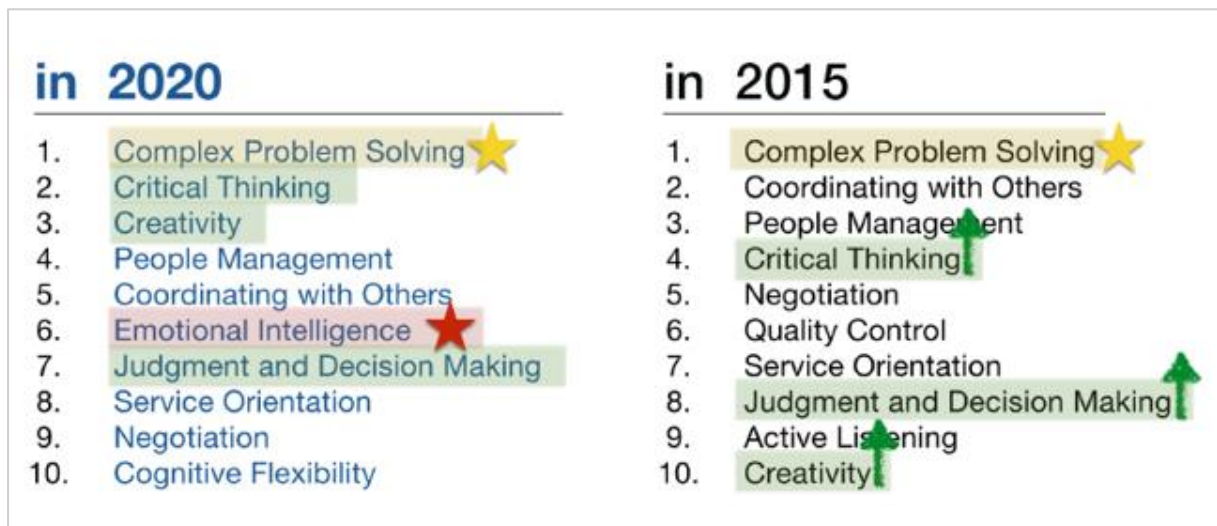 in 2020
1. Complex Problem Solving
2. Critical Thinking
3. Creativity
4. People Management
5. Coordinating with Others
6. Emotional Intelligence
7. Judgment and Decision Making
8. Service Orientation
9. Negotiation
10. Cognitive Flexibility
in 2015
1. Complex Problem Solving
2. Coordinating with Others
3. People Management
4. Critical Thinking
5. Negotiation
6. Quality Control
7. Service Orientation
8. Judgment and Decision Making
9. Active Listening
10. Creativity